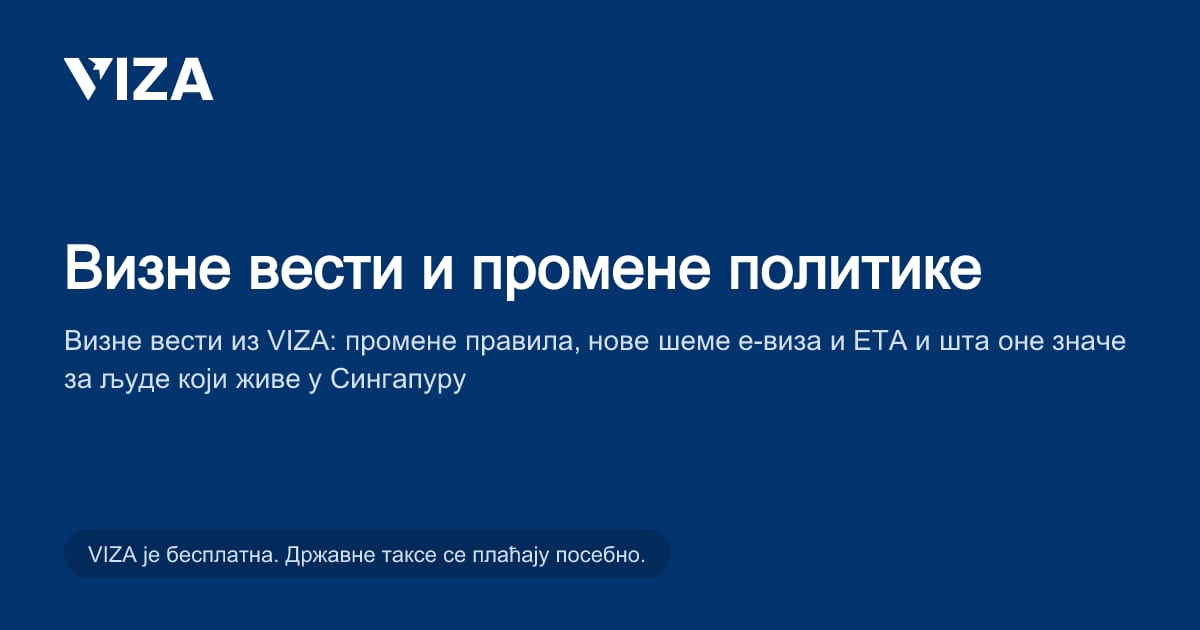 VIZA
Визне вести и промене политике
Визне вести из VIZA: промене правила, нове шеме е-виза и ЕТА и шта оне значе
за људе који живе у Сингапуру
VIZA је бесплатна. Државне таксе се плаћају посебно.